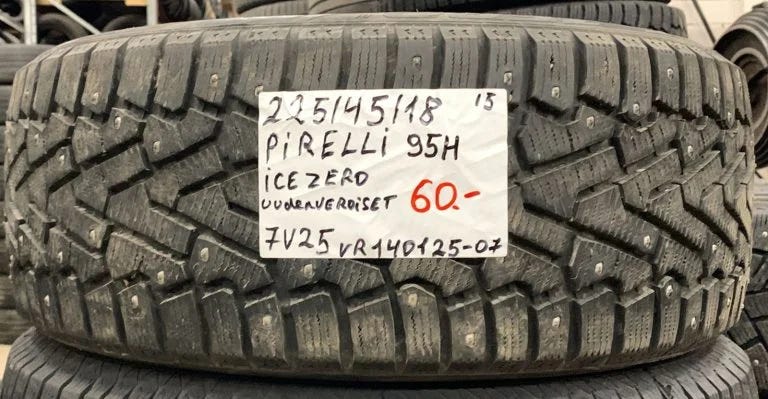 225/45/18 '15
PiRELLi 95H
iCE ZERO
UUDENVEROiSET 60.-
7V25 VR140125-07